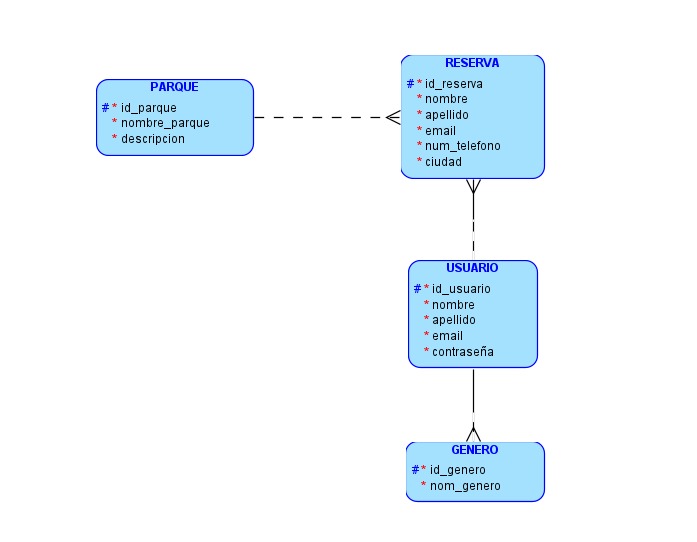 PARQUE
# * id_parque
* nombre_parque
* descripcion
RESERVA
# * id_reserva
* nombre
* apellido
* email
* num_telefono
* ciudad
USUARIO
# * id_usuario
* nombre
* apellido
* email
* contraseña
GENERO
# * id_genero
* nom_genero